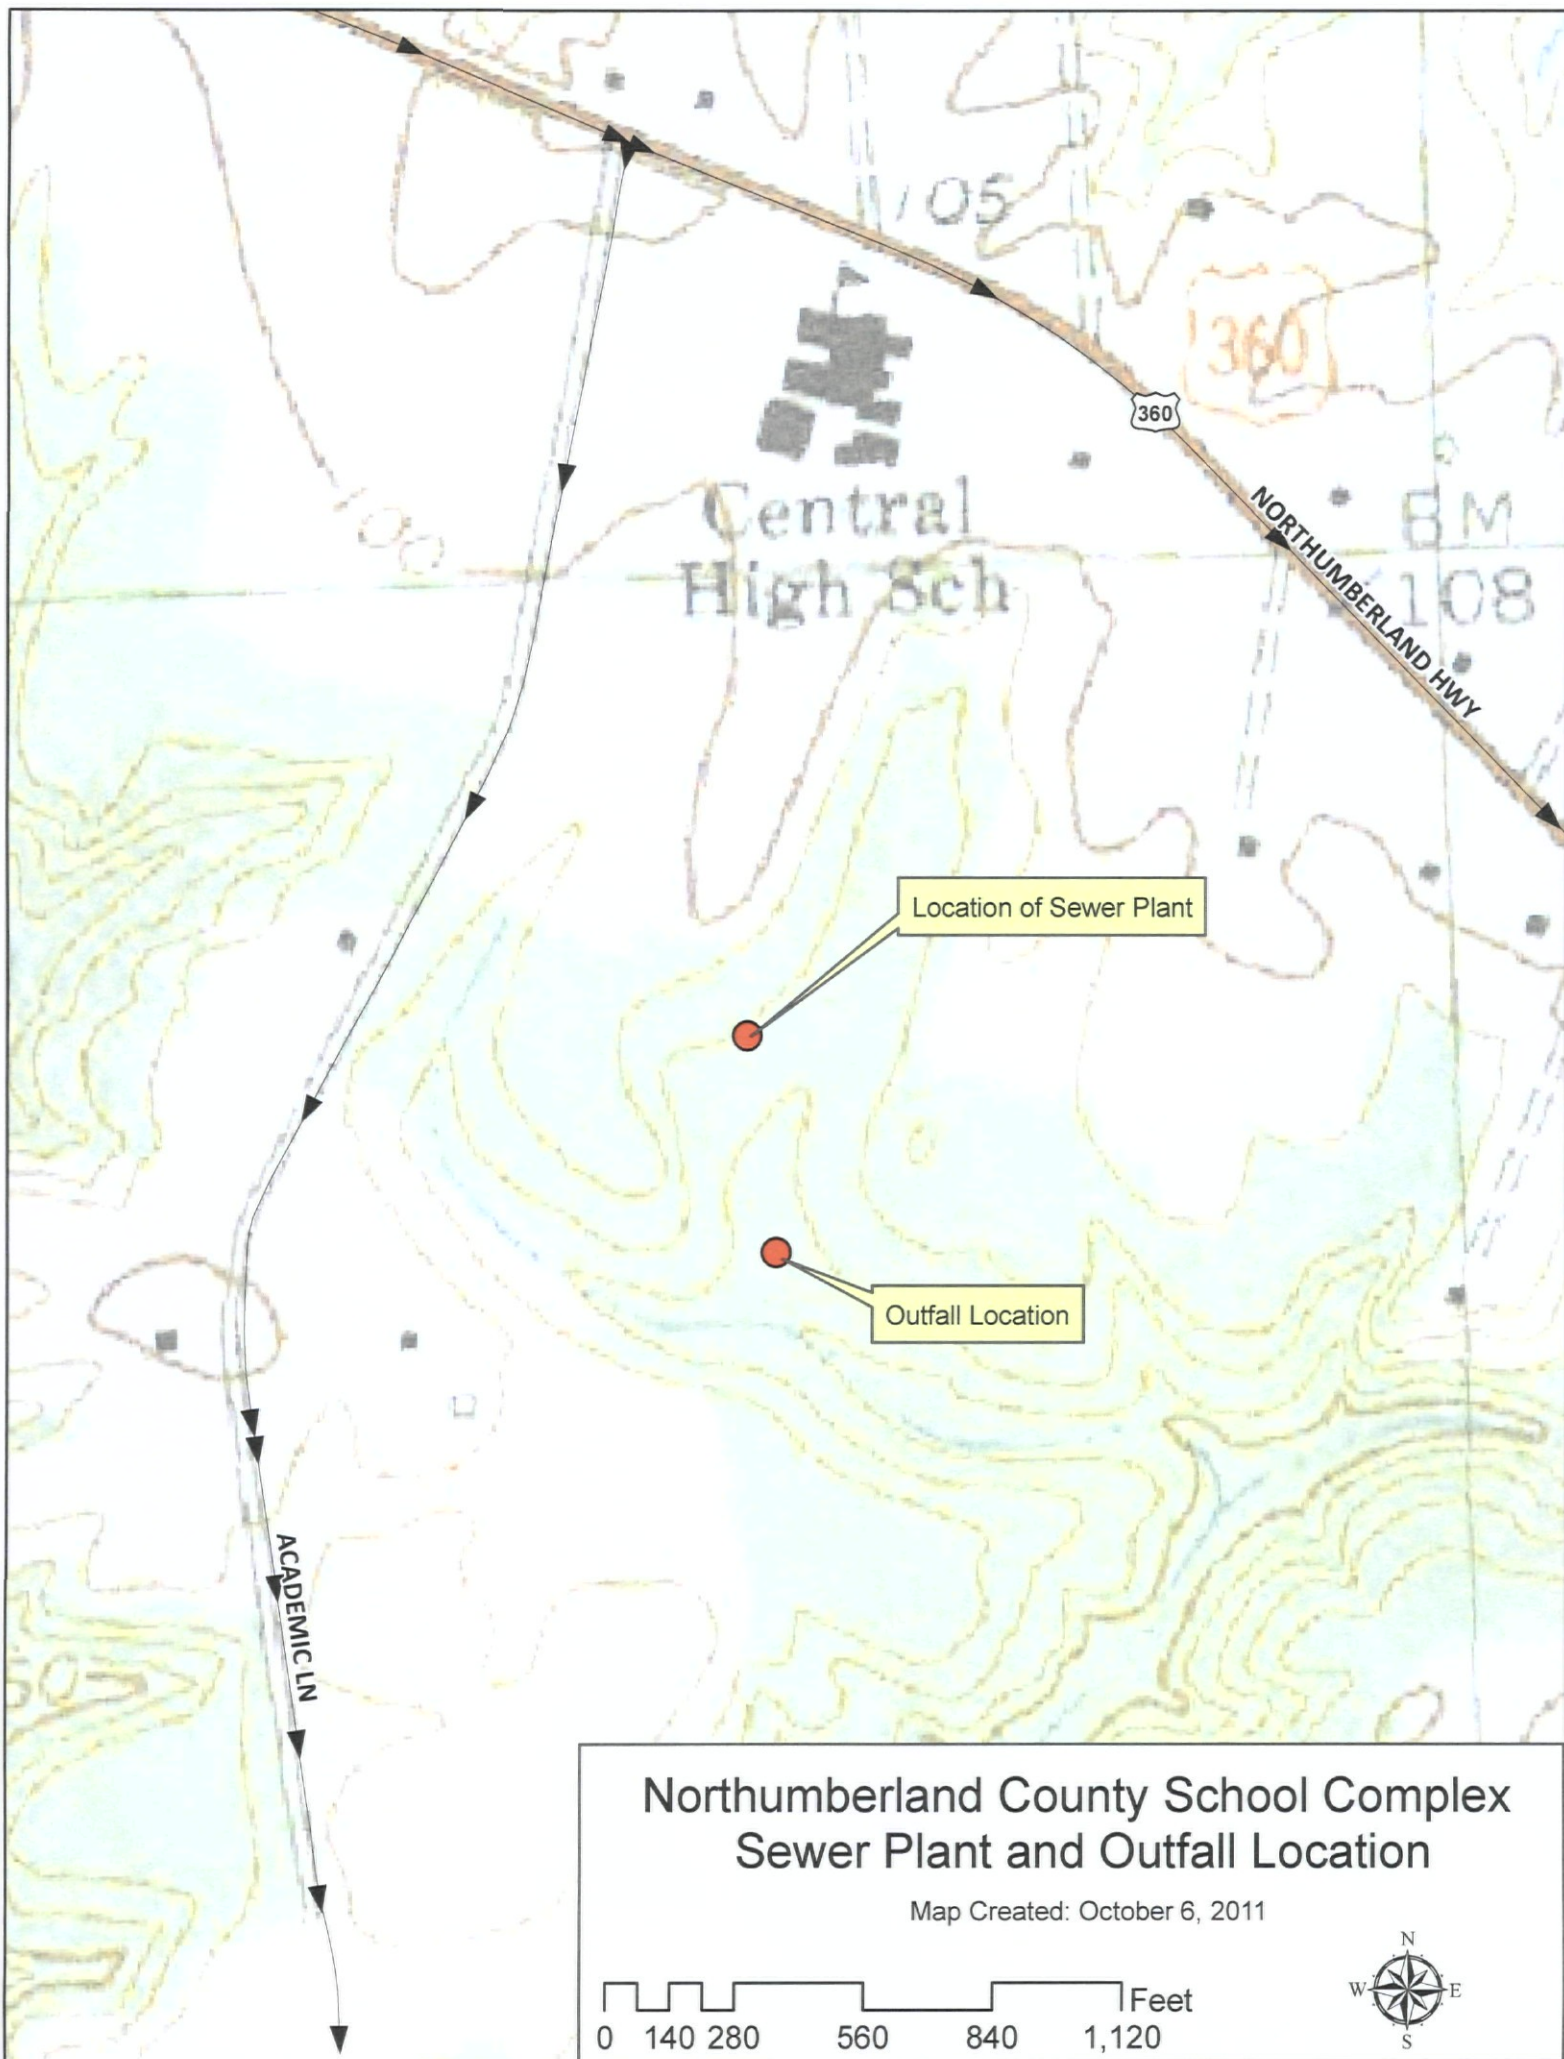 105
360
360
NORTHUMBERLAND HWY
100
Central
High Sch
BM
108
Location of Sewer Plant
Outfall Location
ACADEMIC LN
50
Northumberland County School Complex
Sewer Plant and Outfall Location
Map Created: October 6, 2011
N
W E
S
Feet
0 140 280 560 840 1,120